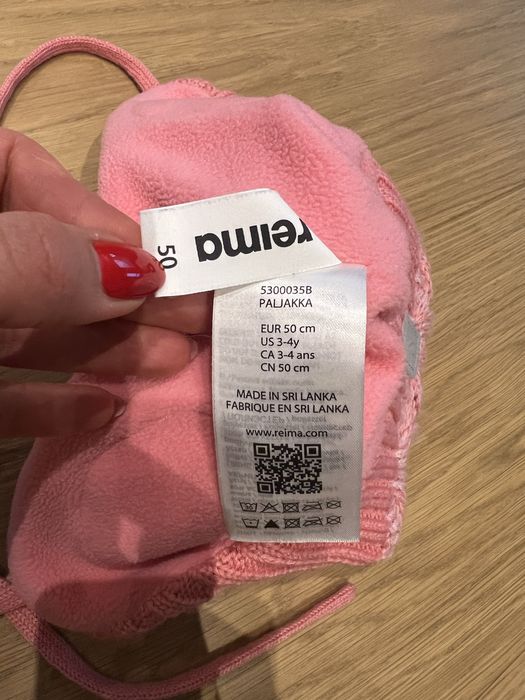 reima
50
5300035B
PALJAKKA
EUR 50 cm
US 3-4y
CA 3-4 ans
CN 50 cm
MADE IN SRI LANKA
FABRIQUE EN SRI LANKA
www.reima.com